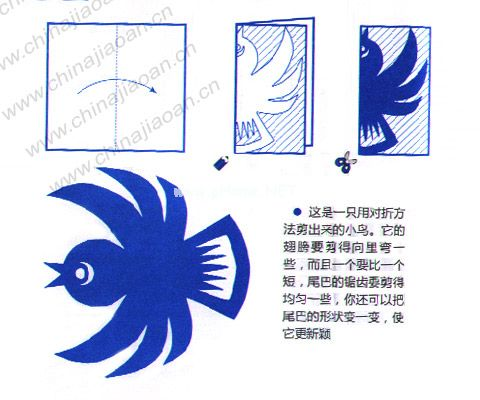 www.chinajiaoan.cn
www.chinajiaoan.cn
● 这是一只用对折方
法剪出来的小鸟。它的
翅膀要剪得向里弯一
些，而且一个要比一个
短，尾巴的锯齿要剪得
均匀一些，你还可以把
尾巴的形状变一变，使
它更新颖